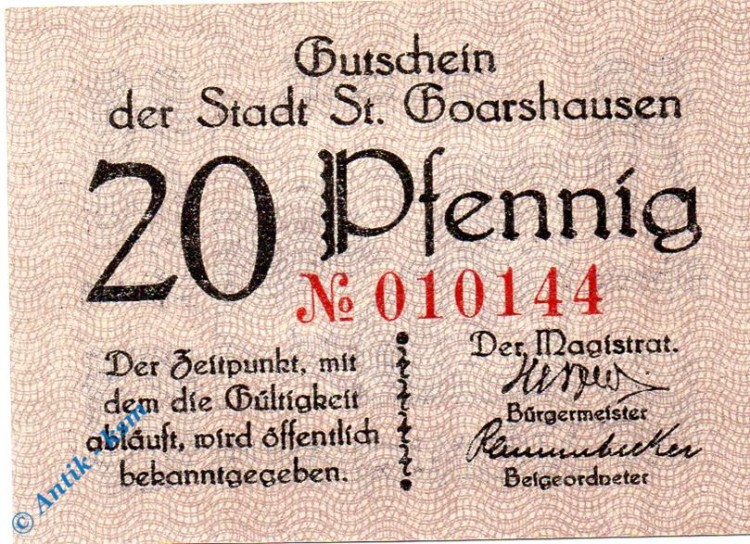 Gutschein
der Stadt St. Goarshausen
20 Pfennig
№ 010144
Der Zeitpunkt, mit
dem die Gültigkeit
abläuft, wird öffentlich
bekanntgegeben.
Der Magistrat.
Bürgermeister
Beigeordneter
© Antik-ksm